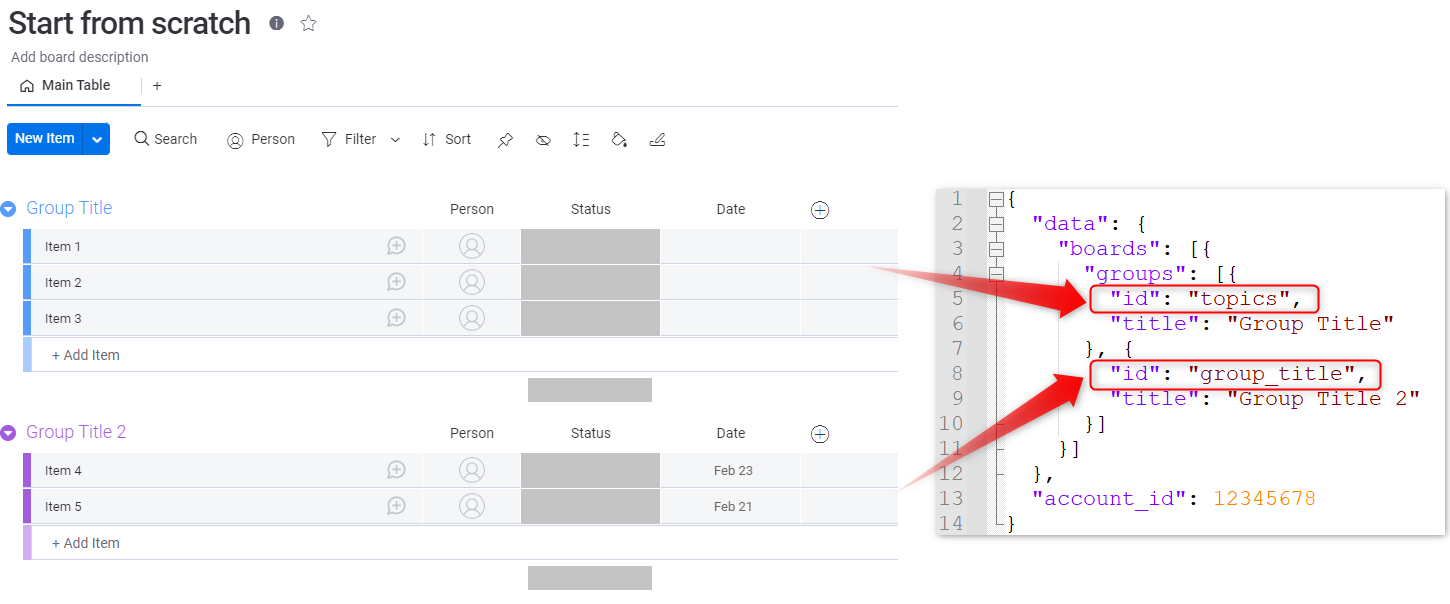 Start from scratch
Add board description
Main Table +
New Item Search Person Filter Sort
Group Title Person Status Date
Item 1
Item 2
Item 3
+ Add Item
Group Title 2 Person Status Date
Item 4 Feb 23
Item 5 Feb 21
+ Add Item
1 {
2 "data": {
3 "boards": [{
4 "groups": [{
5 "id": "topics",
6 "title": "Group Title"
7 }, {
8 "id": "group_title",
9 "title": "Group Title 2"
10 }]
11 }]
12 },
13 "account_id": 12345678
14 }